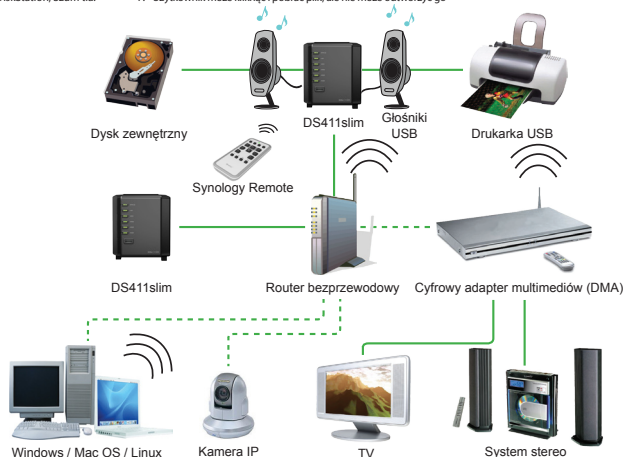 Dysk zewnętrzny
DS411slim
Głośniki
USB
Drukarka USB
Synology Remote
DS411slim
Router bezprzewodowy
Cyfrowy adapter multimediów (DMA)
Windows / Mac OS / Linux
Kamera IP
TV
System stereo